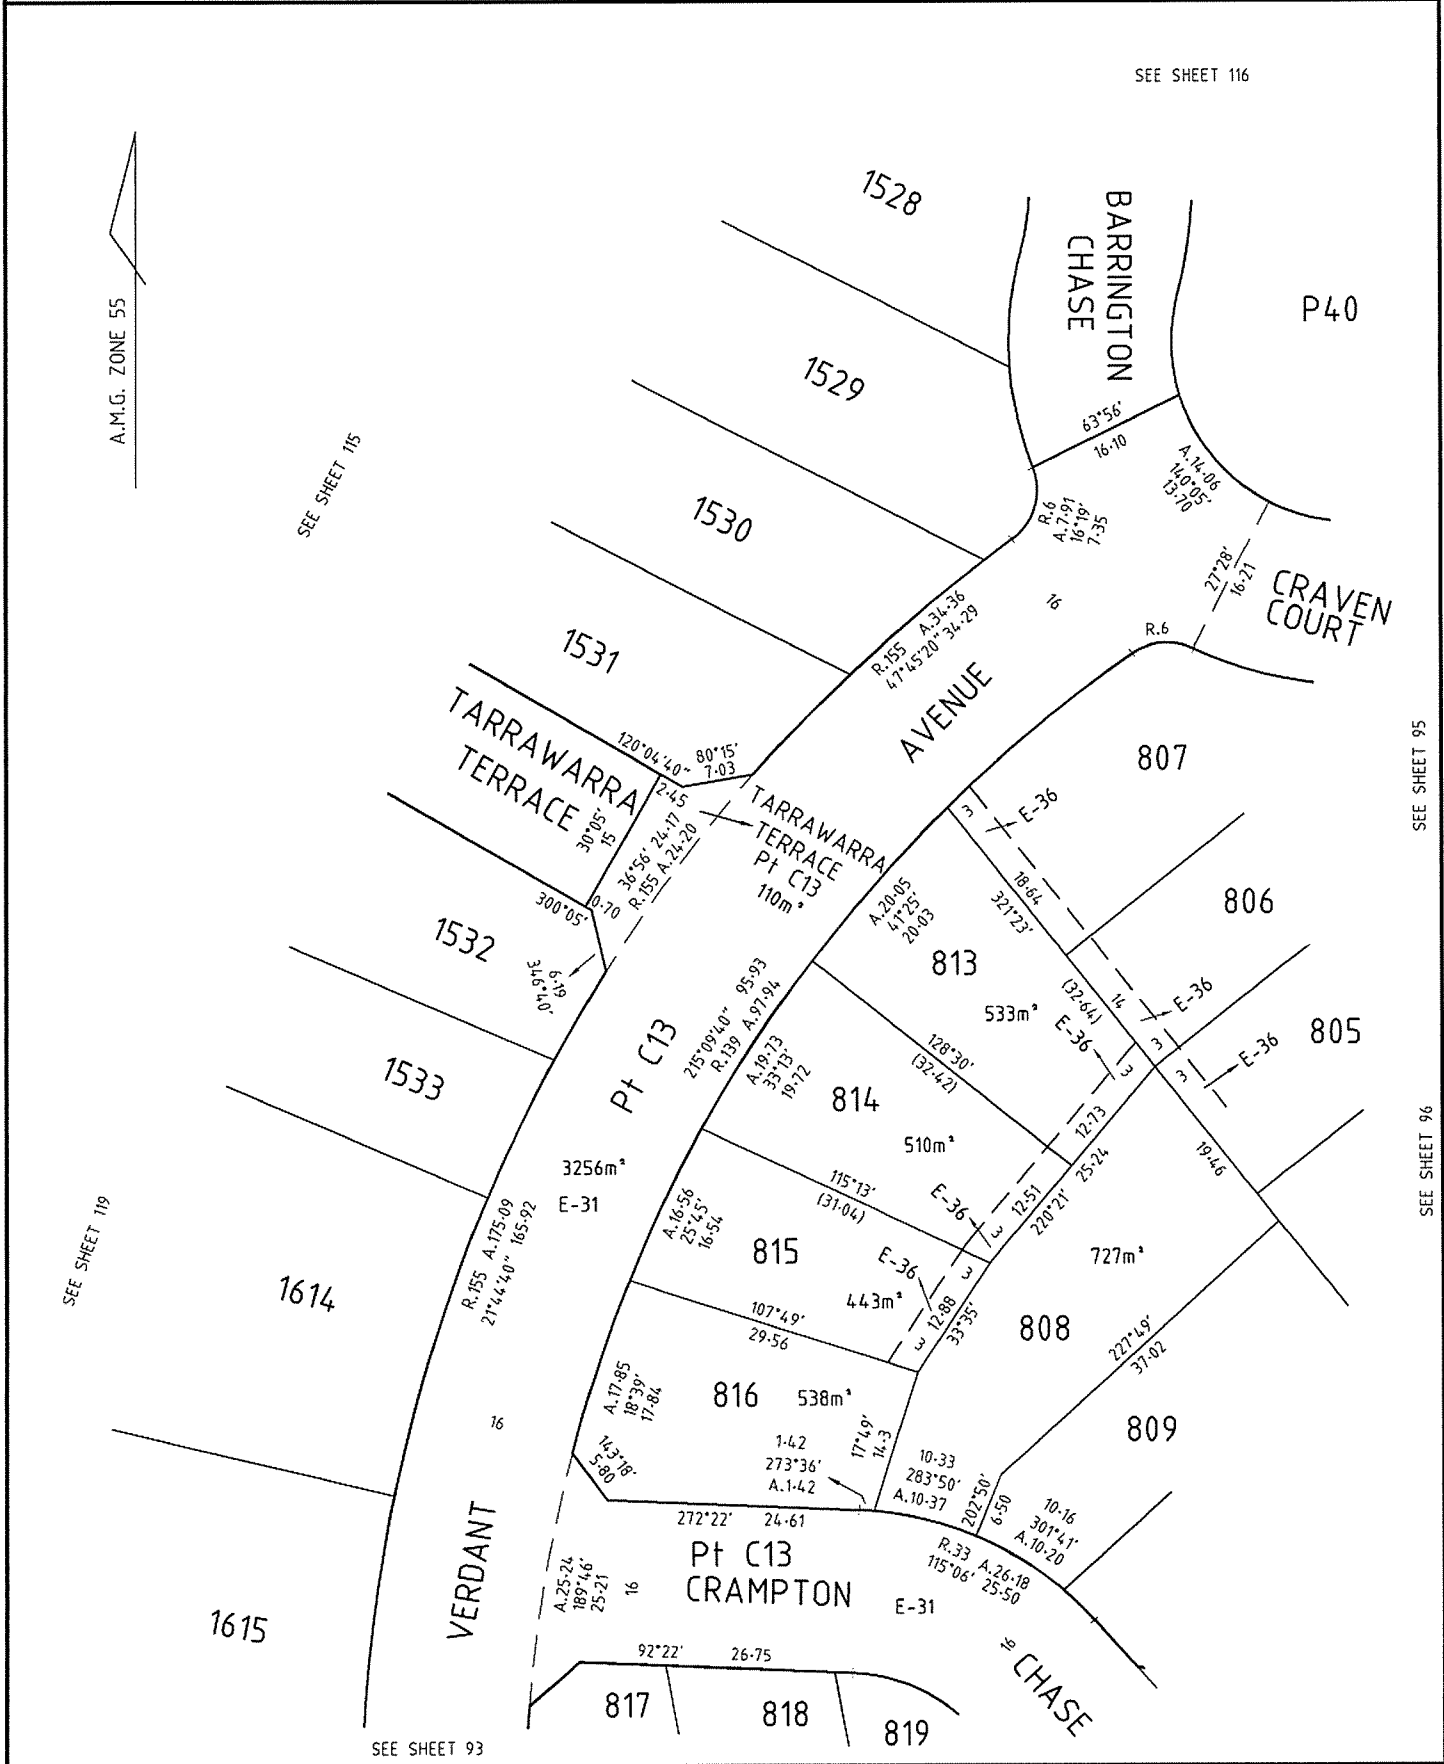 SEE SHEET 116
A.M.G. ZONE 55
SEE SHEET 115
1528
BARRINGTON
CHASE
P40
1529
63°56'
16·10
A.14·06
140°05'
13·70
R.6
A.7·91
16°19'
7·35
1530
27°28'
16·21
CRAVEN
COURT
R.6
16
R.155 A.34·36
47°45'20" 34·29
1531
AVENUE
TARRAWARRA
TERRACE
120°04'40"
80°15'
7·03
2·45
30°05'
15
36°56' 24·17
R.155 A.24·20
TARRAWARRA
TERRACE
Pt C13
110m²
300°05'
0·70
807
SEE SHEET 95
3
E-36
18·64
321°23'
806
1532
6·19
346°40'
A.20·05
41°25'
20·03
813
533m²
(32·64)
14
E-36
E-36
3
3
3
E-36
805
215°09'40" 95·93
R.139 A.97·94
Pt C13
128°30'
(32·42)
1533
A.19·73
33°13'
19·72
814
510m²
12·73
25·24
220°21'
12·51
19·46
SEE SHEET 96
3256m²
E-31
115°13'
(31·04)
E-36
3
SEE SHEET 119
R.155 A.175·09
21°44'40" 165·92
1614
A.16·56
25°45'
16·54
815
443m²
E-36
3
12·88
33°35'
3
727m²
808
107°49'
29·56
227°49'
37·02
16
A.17·85
18°39'
17·84
816
538m²
809
143°18'
5·80
1·42
273°36'
A.1·42
17°49'
14·3
10·33
283°50'
A.10·37
202°50'
6·50
10·16
301°41'
A.10·20
272°22' 24·61
R.33 A.26·18
115°06' 25·50
VERDANT
A.25·24
189°46'
25·21
16
Pt C13
CRAMPTON
E-31
1615
92°22' 26·75
16
CHASE
817
818
819
SEE SHEET 93